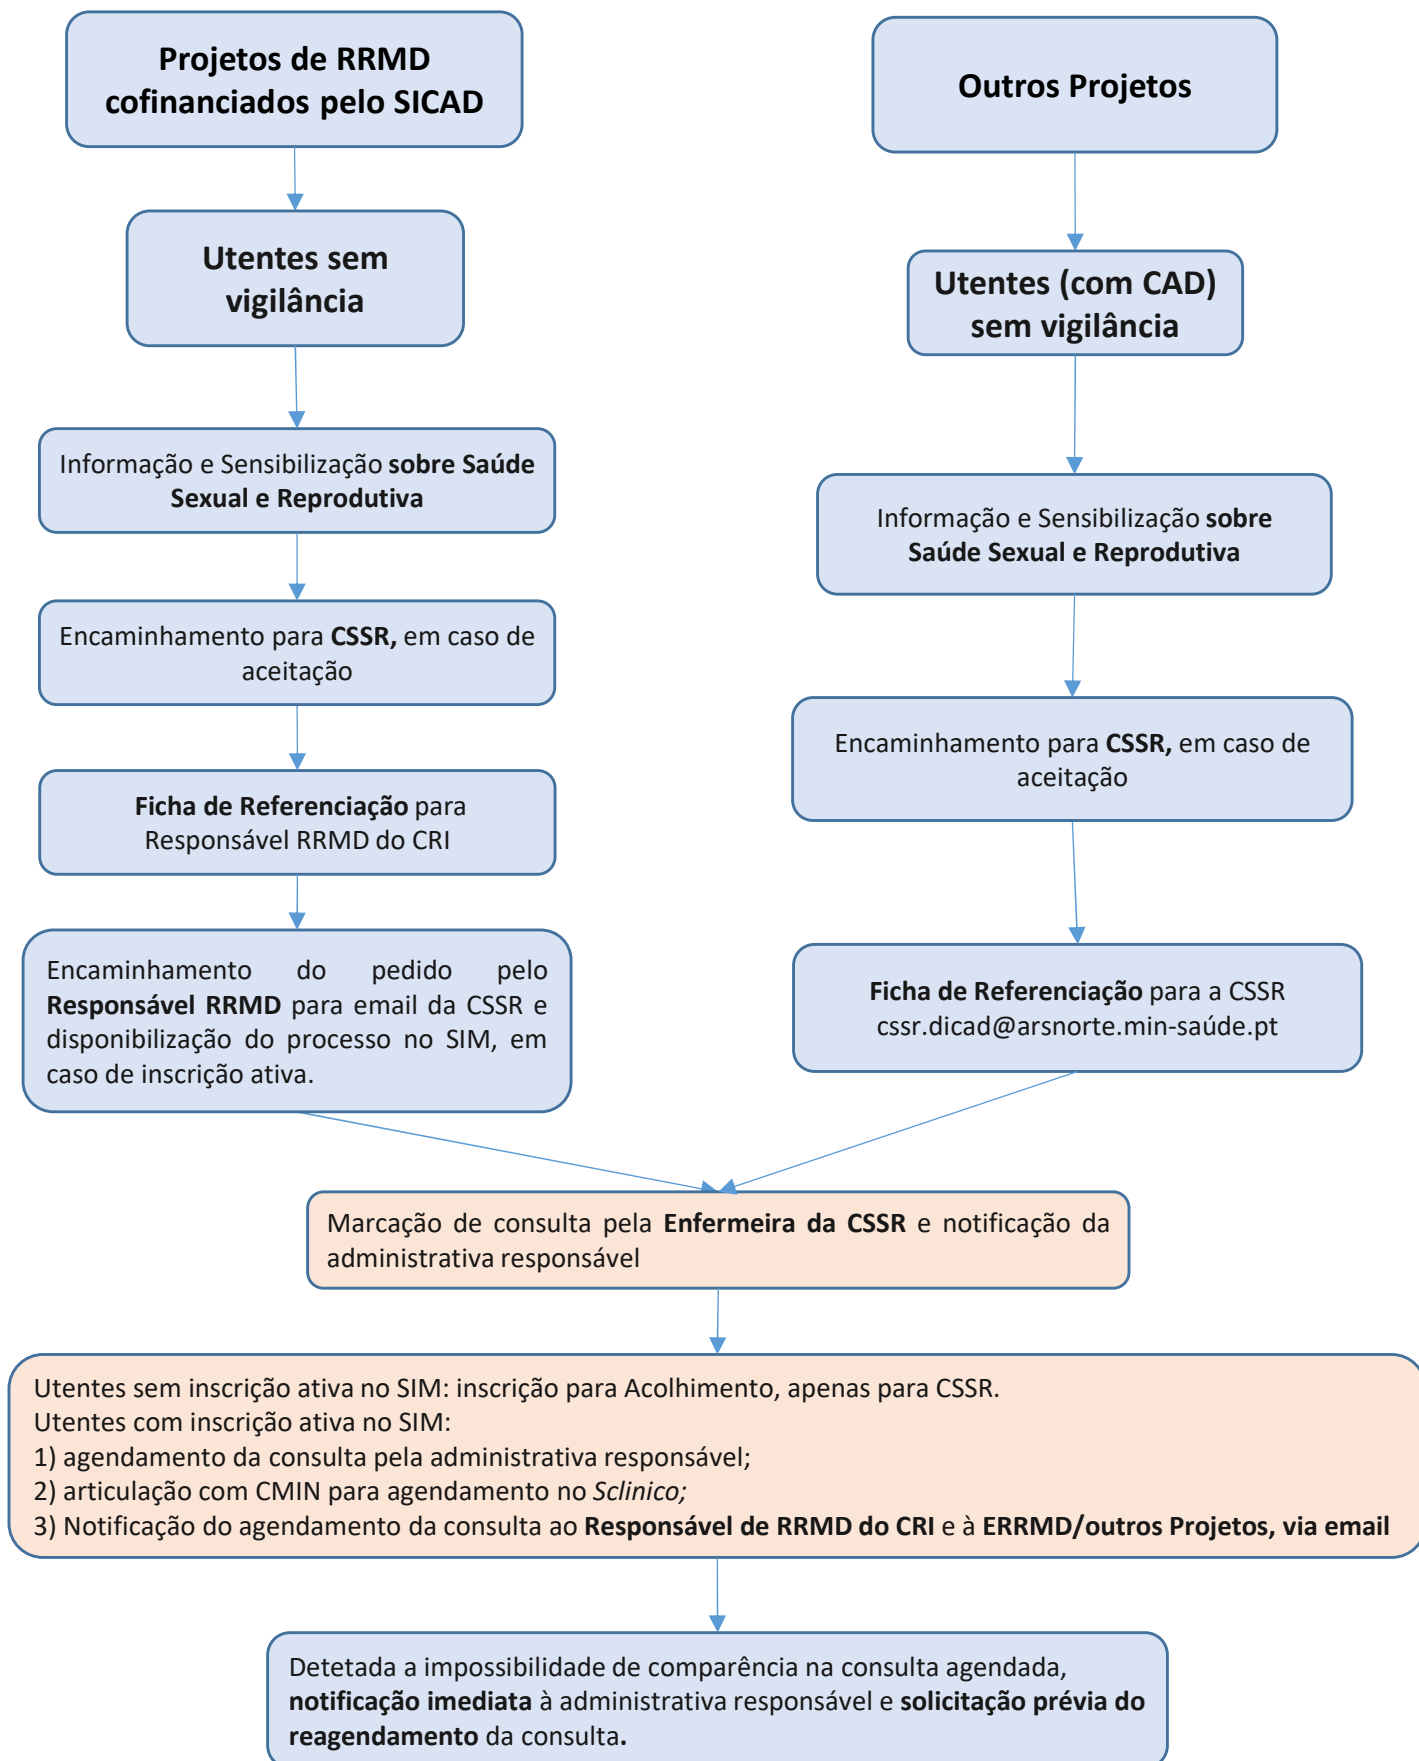 Projetos de RRMD
cofinanciados pelo SICAD
Utentes sem
vigilância
Informação e Sensibilização sobre Saúde
Sexual e Reprodutiva
Encaminhamento para CSSR, em caso de
aceitação
Ficha de Referenciação para
Responsável RRMD do CRI
Encaminhamento do pedido pelo
Responsável RRMD para email da CSSR e
disponibilização do processo no SIM, em
caso de inscrição ativa.
Outros Projetos
Utentes (com CAD)
sem vigilância
Informação e Sensibilização sobre
Saúde Sexual e Reprodutiva
Encaminhamento para CSSR, em caso de
aceitação
Ficha de Referenciação para a CSSR
cssr.dicad@arsnorte.min-saúde.pt
Marcação de consulta pela Enfermeira da CSSR e notificação da
administrativa responsável
Utentes sem inscrição ativa no SIM: inscrição para Acolhimento, apenas para CSSR.
Utentes com inscrição ativa no SIM:
1) agendamento da consulta pela administrativa responsável;
2) articulação com CMIN para agendamento no Sclinico;
3) Notificação do agendamento da consulta ao Responsável de RRMD do CRI e à ERRMD/outros Projetos, via email
Detetada a impossibilidade de comparência na consulta agendada,
notificação imediata à administrativa responsável e solicitação prévia do
reagendamento da consulta.